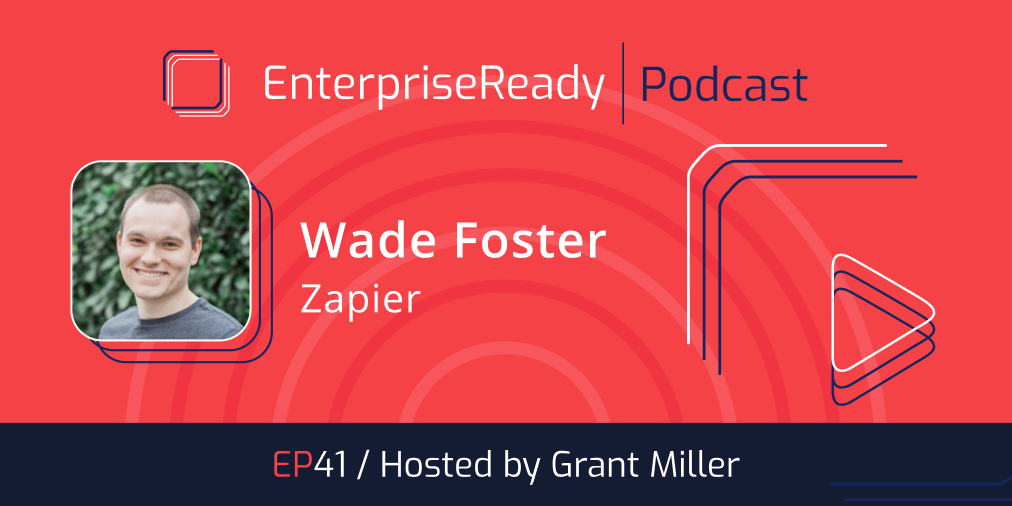 EnterpriseReady | Podcast
Wade Foster
Zapier
EP41 / Hosted by Grant Miller